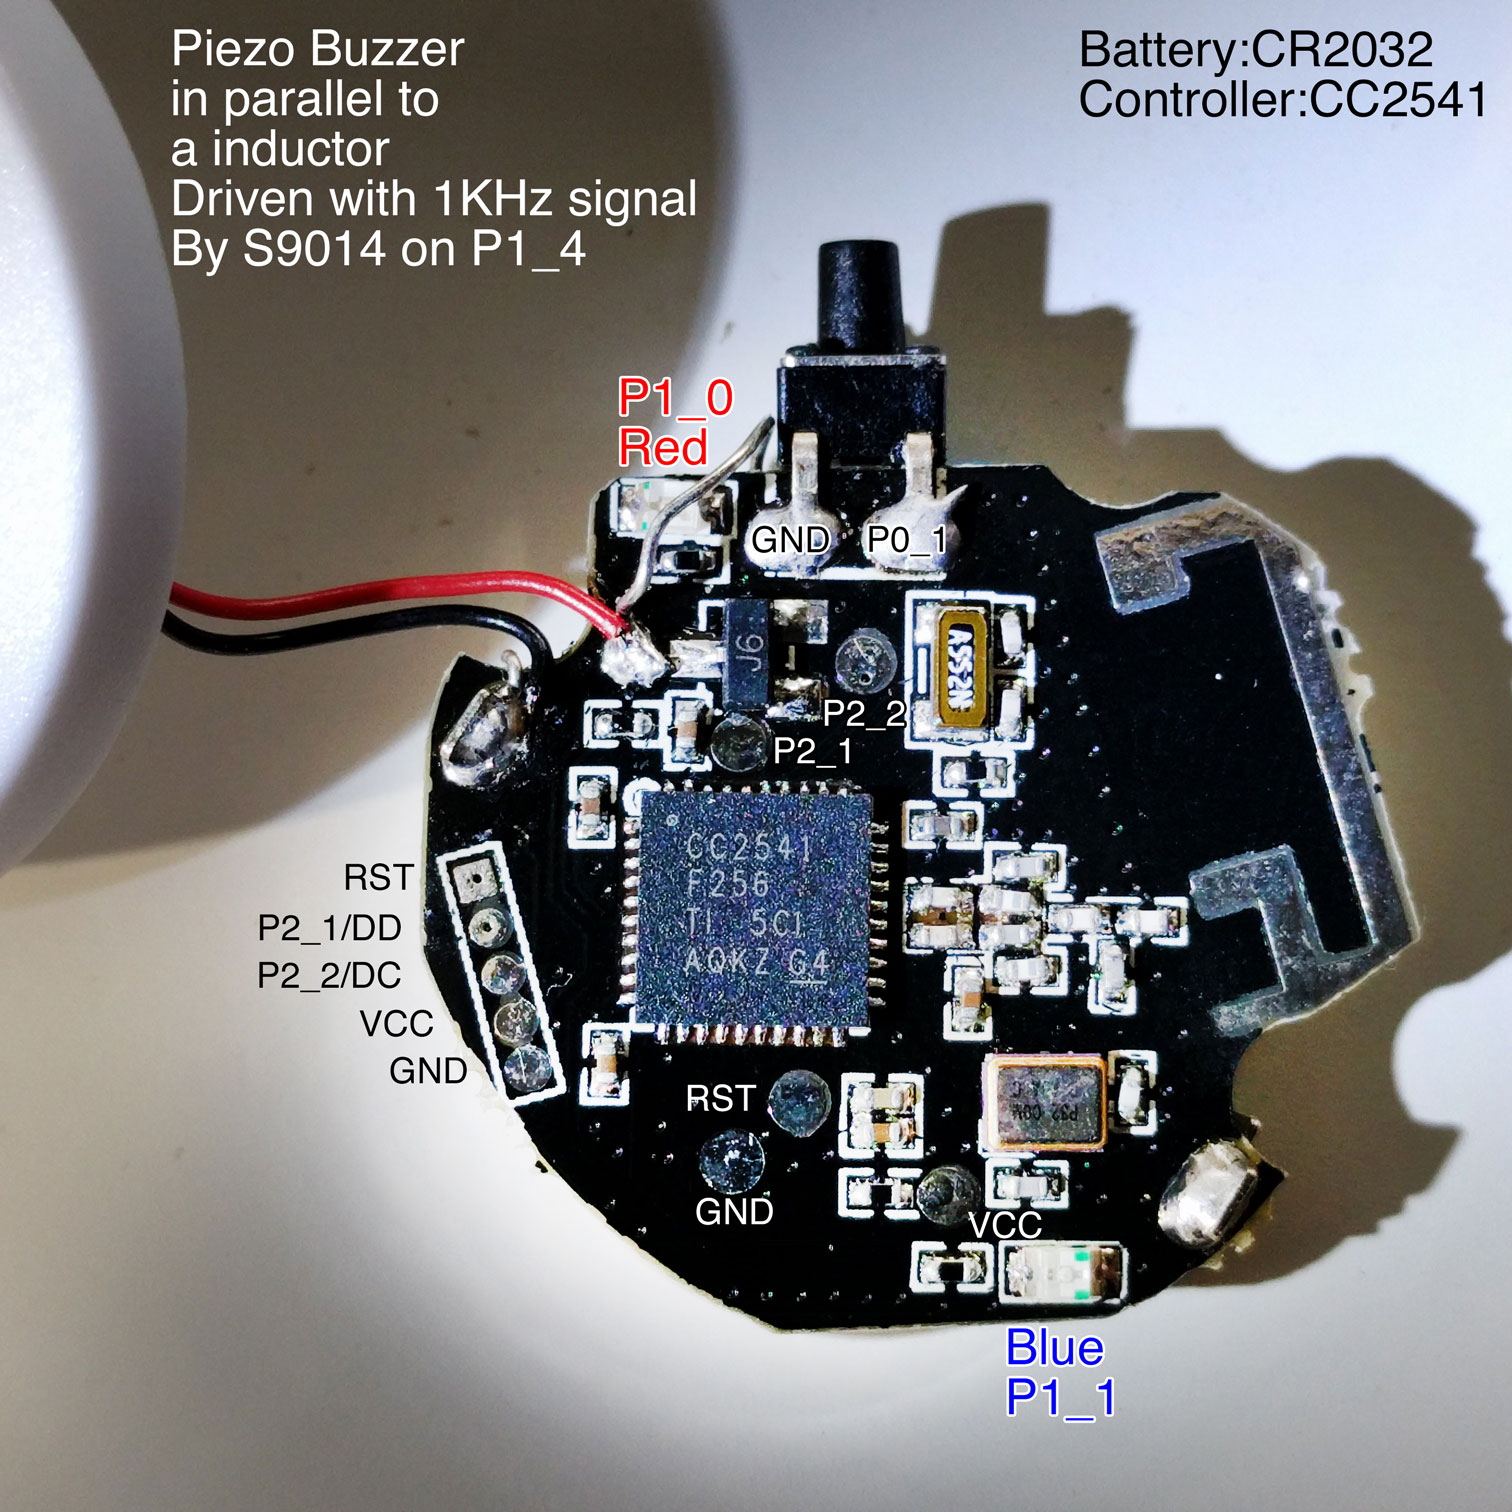 Piezo Buzzer
in parallel to
a inductor
Driven with 1KHz signal
By S9014 on P1_4
Battery:CR2032
Controller:CC2541
P1_0
Red
GND
P0_1
J6
A552N
P2_2
P2_1
CC2541
F256
TI 5CI
AQKZ G4
RST
P2_1/DD
P2_2/DC
VCC
GND
RST
GND
VCC
Blue
P1_1